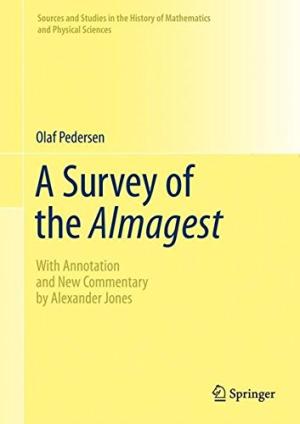 Sources and Studies in the History of Mathematics
and Physical Sciences
Olaf Pedersen
A Survey of
the Almagest
With Annotation
and New Commentary
by Alexander Jones
Springer